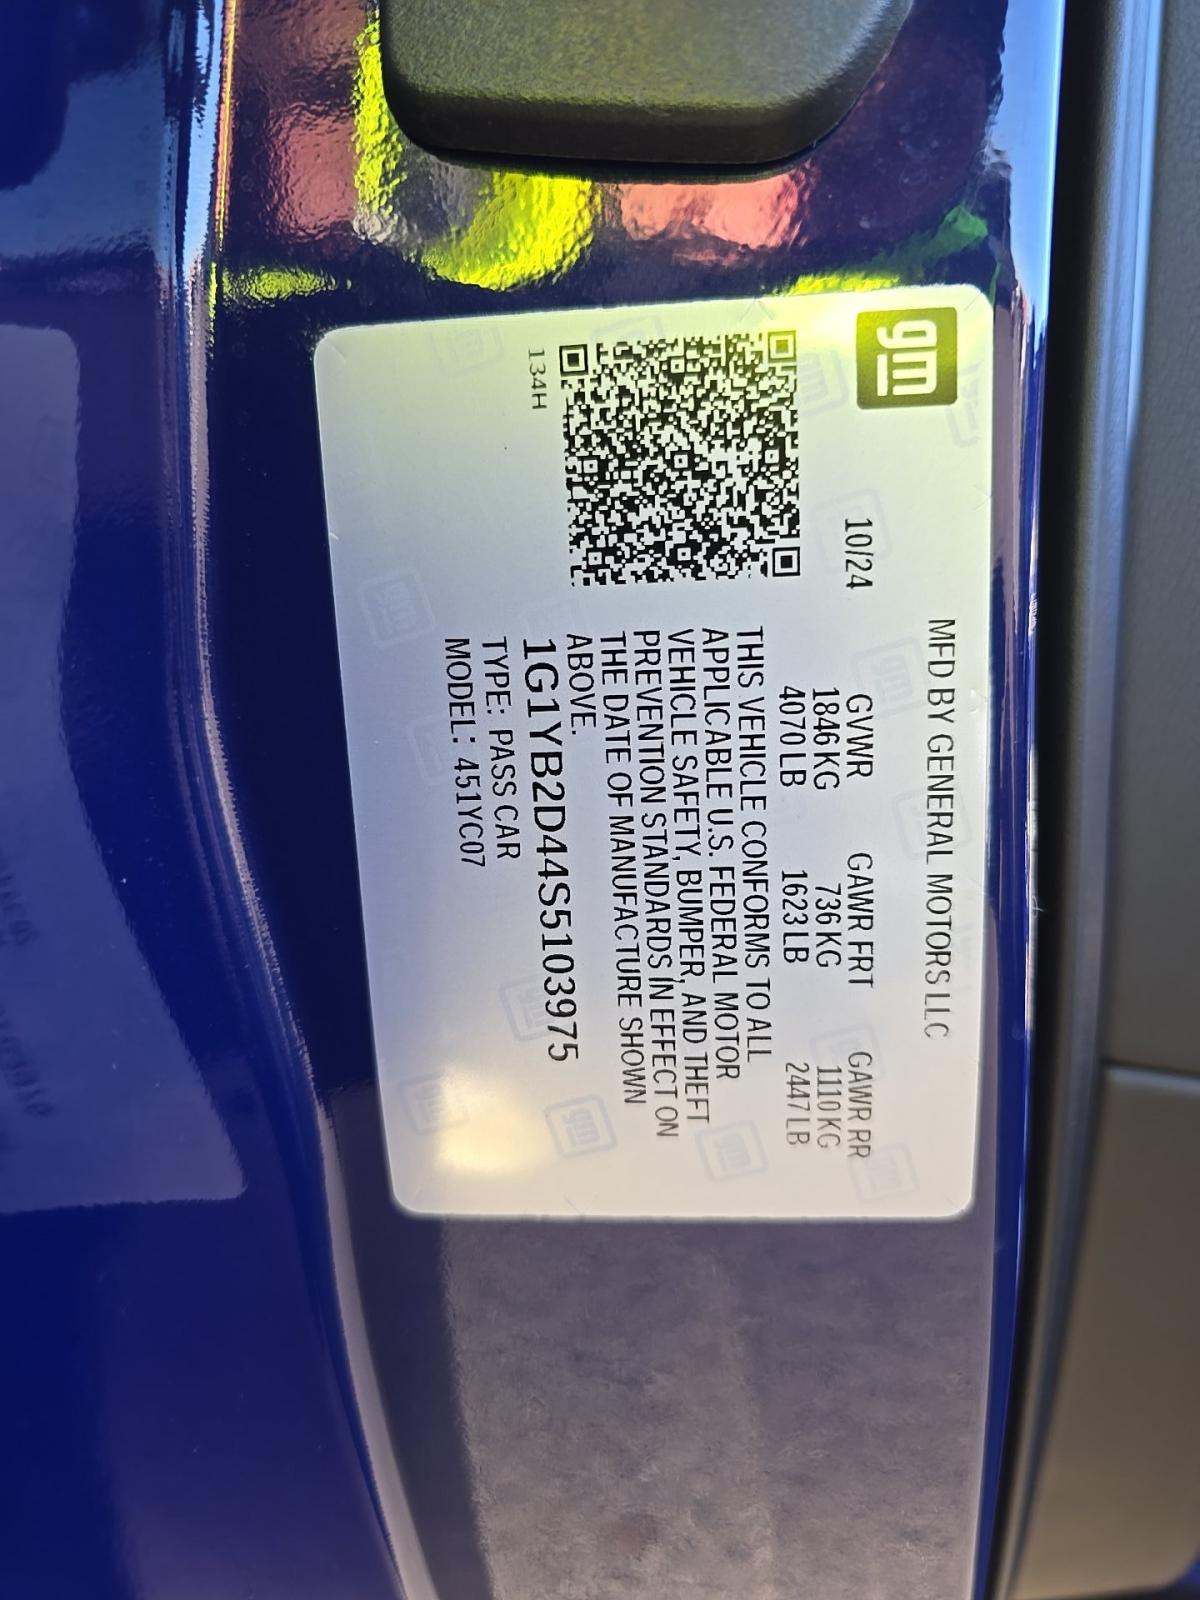 gm
MFD BY GENERAL MOTORS LLC
10/24
GVWR GAWR FRT GAWR RR
1846 KG 736 KG 1110 KG
4070 LB 1623 LB 2447 LB
THIS VEHICLE CONFORMS TO ALL
APPLICABLE U.S. FEDERAL MOTOR
VEHICLE SAFETY, BUMPER, AND THEFT
PREVENTION STANDARDS IN EFFECT ON
THE DATE OF MANUFACTURE SHOWN
ABOVE.
134H
1G1YB2D44S5103975
TYPE: PASS CAR
MODEL: 451YC07